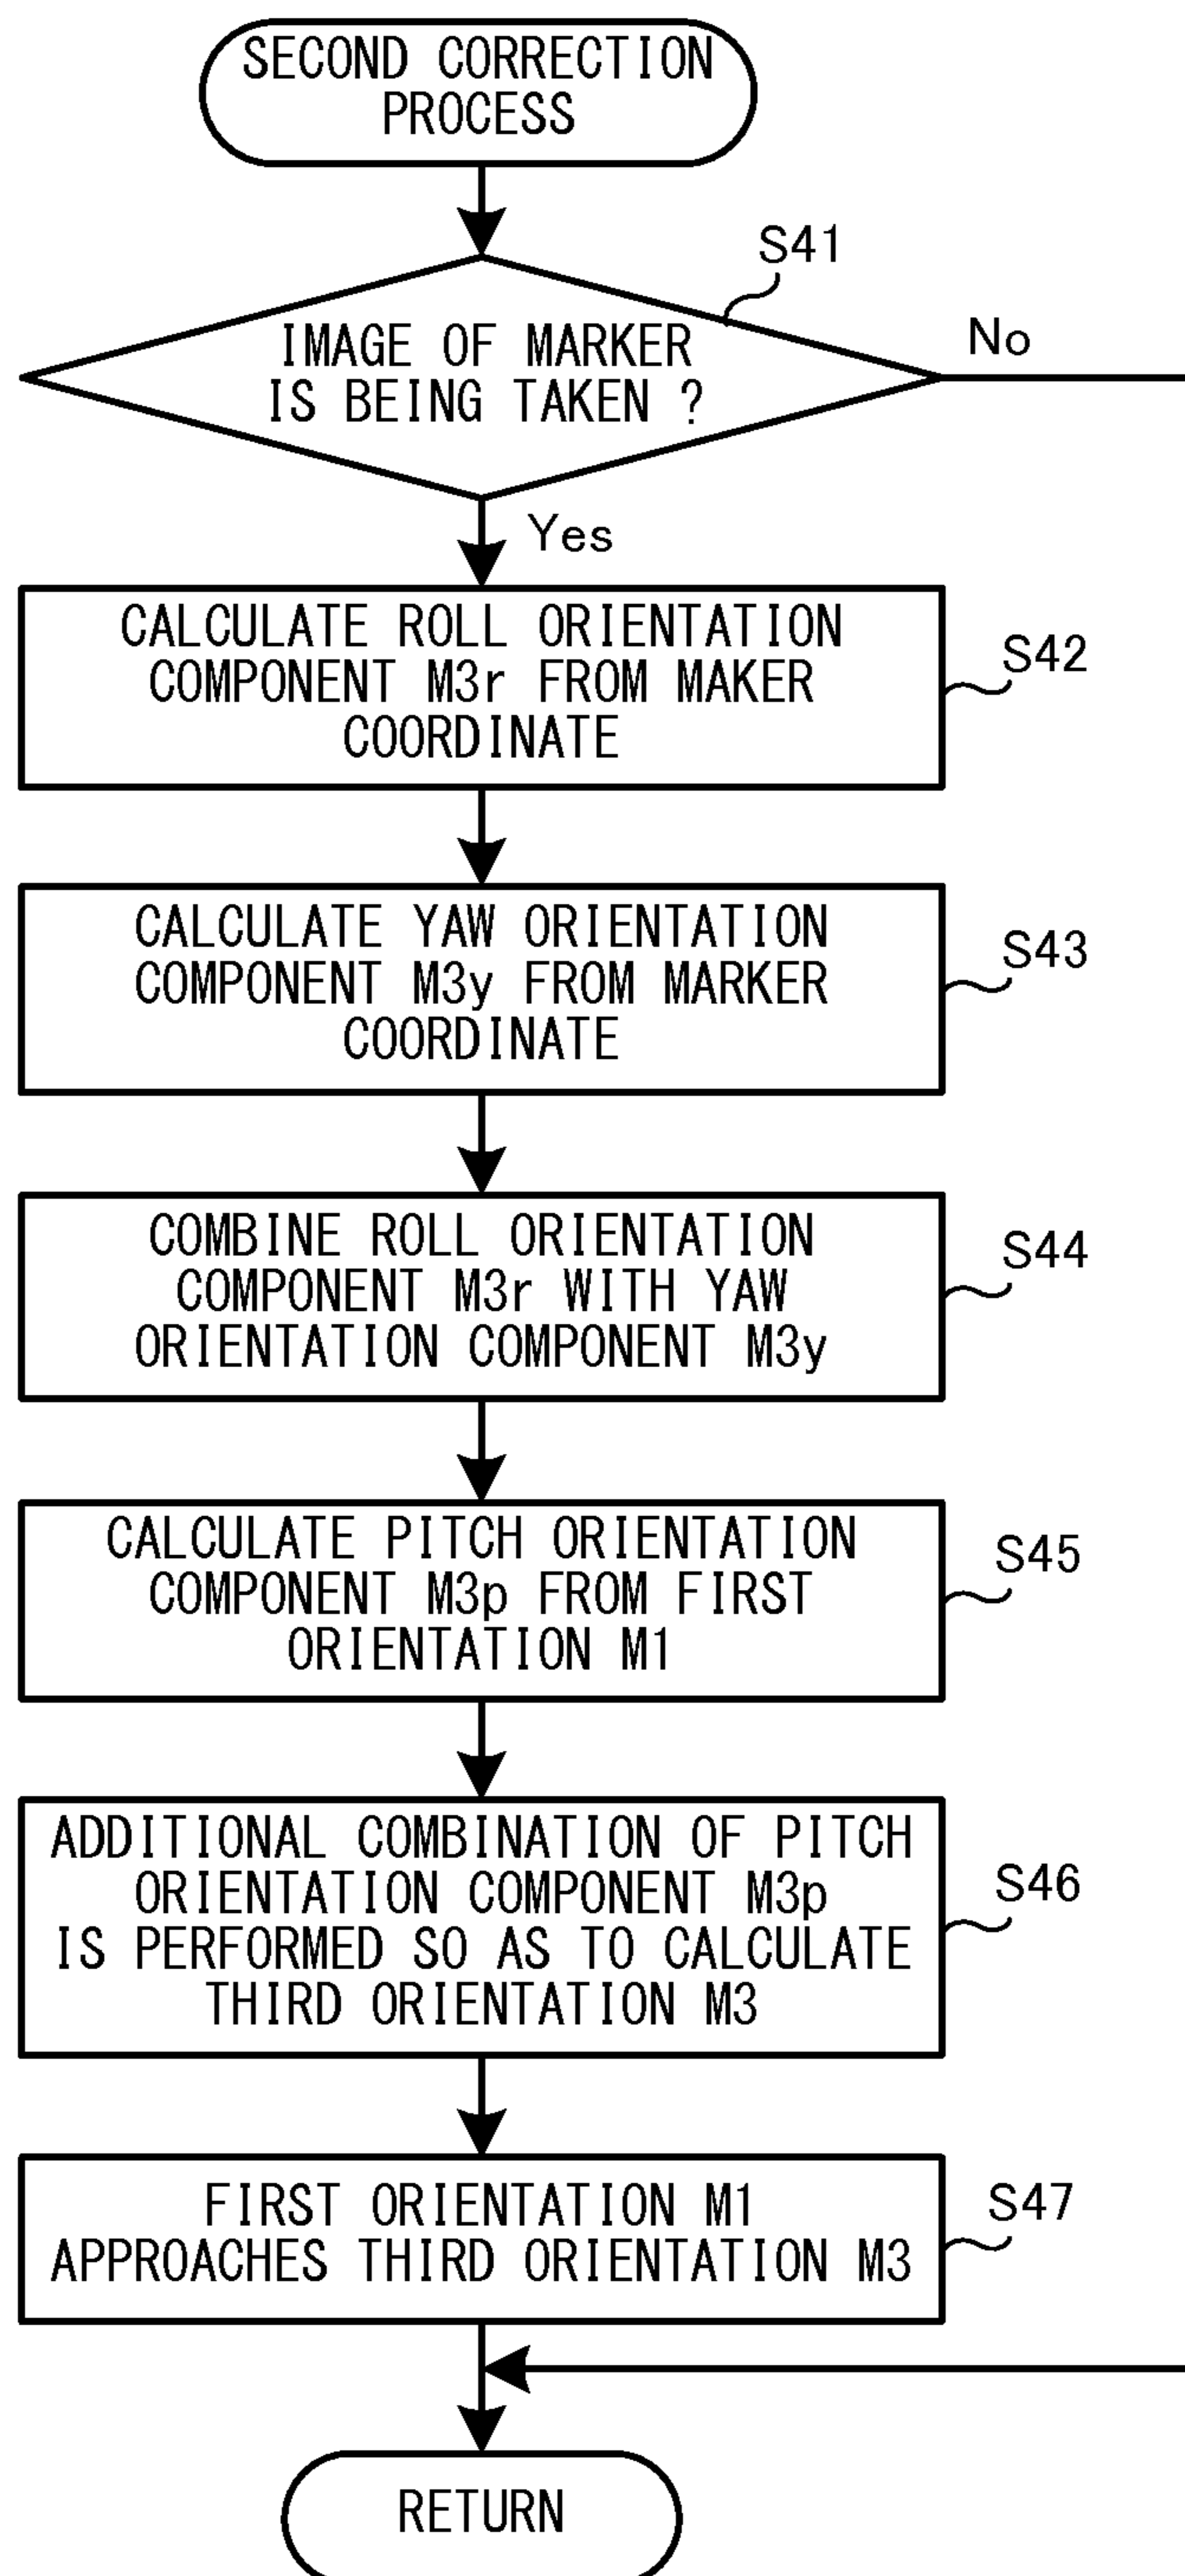 SECOND CORRECTION
PROCESS
S41
IMAGE OF MARKER
IS BEING TAKEN ?
No
Yes
CALCULATE ROLL ORIENTATION
COMPONENT M3r FROM MAKER
COORDINATE
S42
CALCULATE YAW ORIENTATION
COMPONENT M3y FROM MARKER
COORDINATE
S43
COMBINE ROLL ORIENTATION
COMPONENT M3r WITH YAW
ORIENTATION COMPONENT M3y
S44
CALCULATE PITCH ORIENTATION
COMPONENT M3p FROM FIRST
ORIENTATION M1
S45
ADDITIONAL COMBINATION OF PITCH
ORIENTATION COMPONENT M3p
IS PERFORMED SO AS TO CALCULATE
THIRD ORIENTATION M3
S46
FIRST ORIENTATION M1
APPROACHES THIRD ORIENTATION M3
S47
RETURN